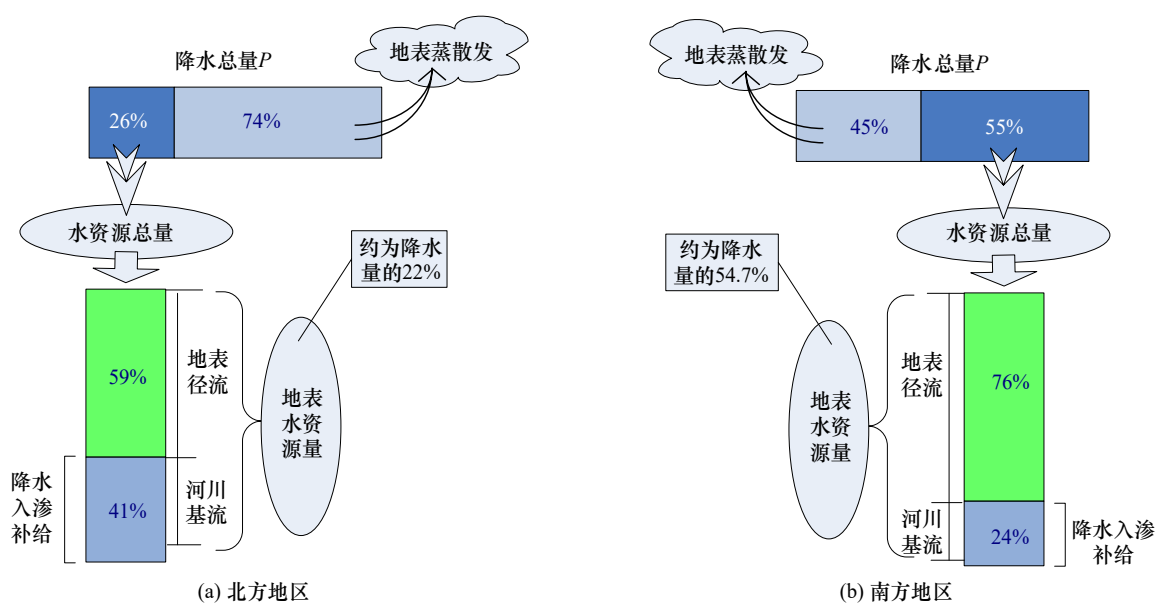 降水总量P
地表蒸散发
26%
74%
水资源总量
约为降水
量的22%
59%
地表
径流
地表
水资
源量
降水
入渗
补给
41%
河川
基流
(a) 北方地区
地表蒸散发
降水总量P
45%
55%
水资源总量
约为降水
量的54.7%
地表
径流
76%
地表
水资
源量
河川
基流
24%
降水入渗
补给
(b) 南方地区